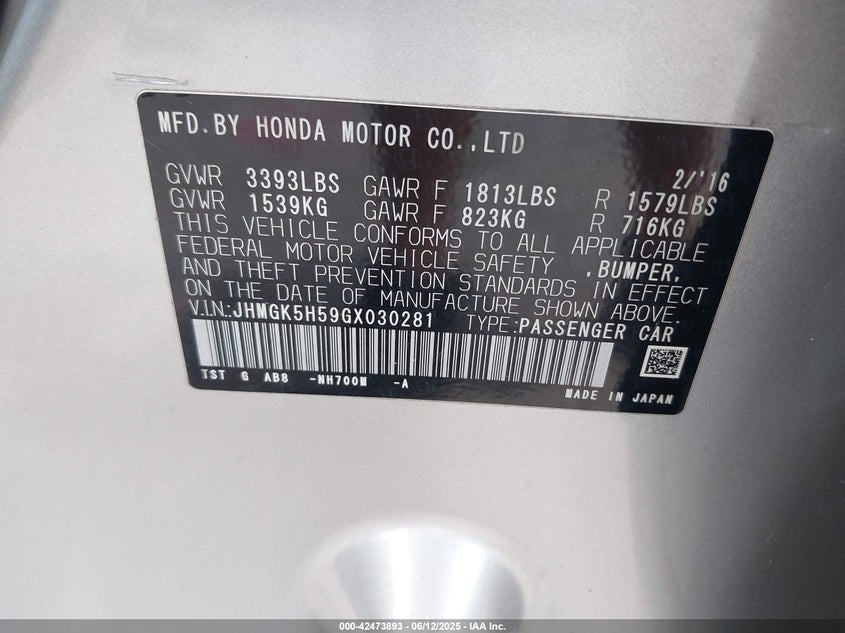 MFD.BY HONDA MOTOR CO.,LTD
2/'16
GVWR 3393LBS GAWR F 1813LBS R 1579LBS
GVWR 1539KG GAWR F 823KG R 716KG
THIS VEHICLE CONFORMS TO ALL APPLICABLE
FEDERAL MOTOR VEHICLE SAFETY ,BUMPER,
AND THEFT PREVENTION STANDARDS IN EFFECT
ON THE DATE OF MANUFACTURE SHOWN ABOVE.
V.IN.:JHMGK5H59GX030281 TYPE:PASSENGER CAR
TST G AB8 -NH700M -A
MADE IN JAPAN
000-42473893 - 06/12/2025 - IAA Inc.